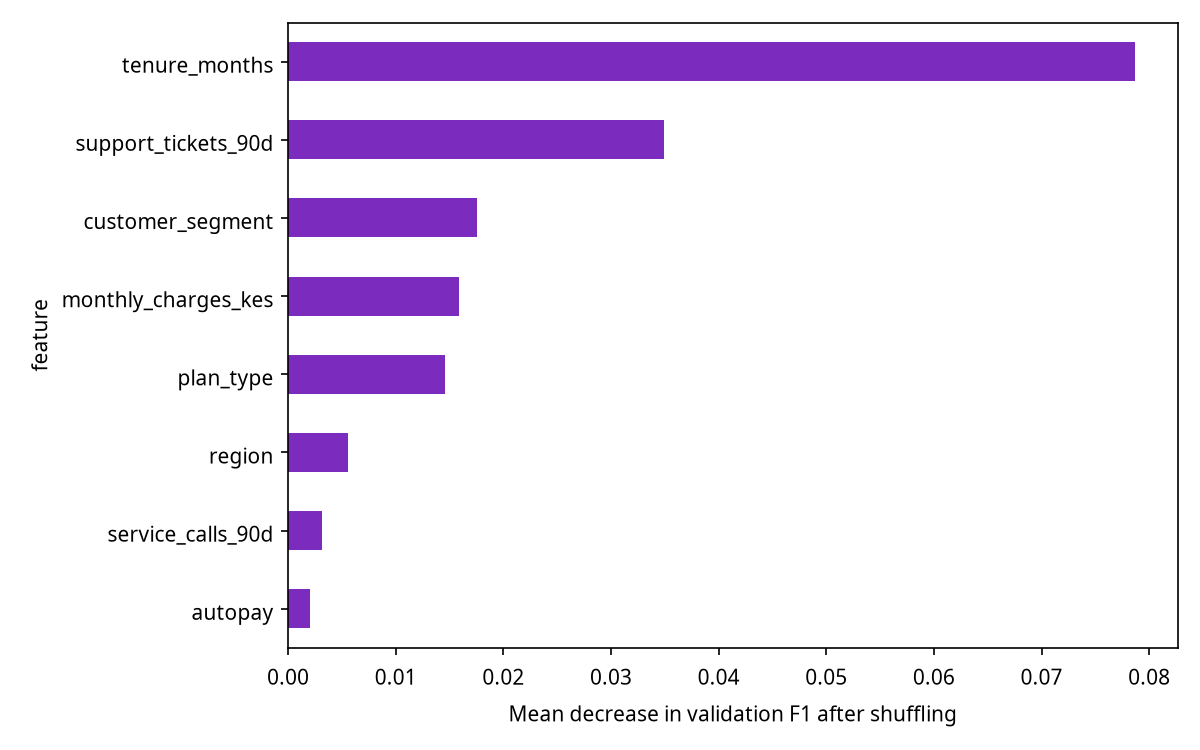 tenure_months
support_tickets_90d
customer_segment
monthly_charges_kes
plan_type
region
service_calls_90d
autopay
feature
0.00 0.01 0.02 0.03 0.04 0.05 0.06 0.07 0.08
Mean decrease in validation F1 after shuffling